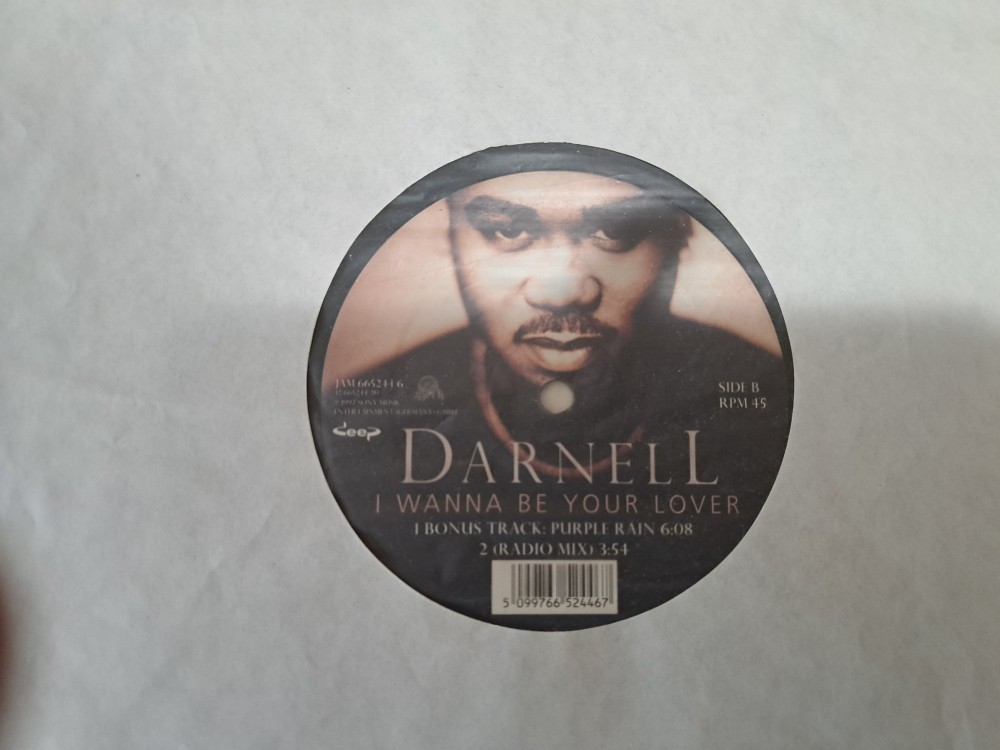 JAM 665244 6
SIDE B
RPM 45
deep
DARNELL
I WANNA BE YOUR LOVER
1 BONUS TRACK: PURPLE RAIN 6:08
2 (RADIO MIX) 3:54
5 099766 524467